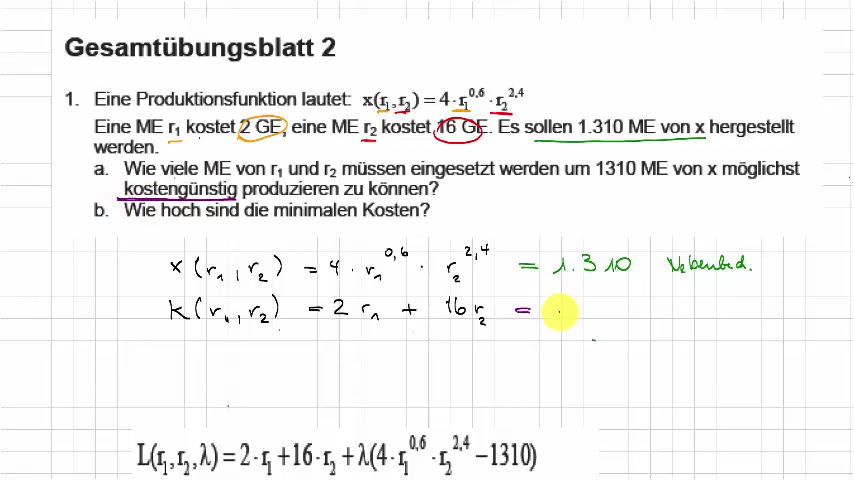 Gesamtübungsblatt 2
1. Eine Produktionsfunktion lautet: x(r₁,r₂) = 4·r₁^0,6·r₂^2,4
Eine ME r₁ kostet 2 GE, eine ME r₂ kostet 16 GE. Es sollen 1.310 ME von x hergestellt
werden.
a. Wie viele ME von r₁ und r₂ müssen eingesetzt werden um 1310 ME von x möglichst
kostengünstig produzieren zu können?
b. Wie hoch sind die minimalen Kosten?
x(r₁, r₂) = 4 · r₁^0,6 · r₂^2,4 = 1.310 Nebenbed.
K(r₁, r₂) = 2 r₁ + 16 r₂ =
L(r₁,r₂,λ) = 2·r₁+16·r₂+λ(4·r₁^0,6·r₂^2,4−1310)